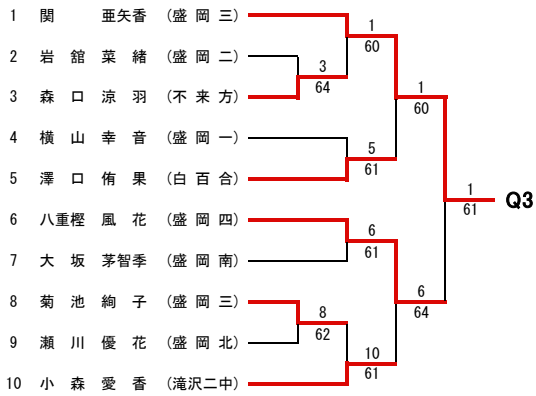 1 関 亜矢香 (盛岡三)
1
60
2 岩舘菜緒 (盛岡二)
3
64
1
60
3 森口涼羽 (不来方)
4 横山幸音 (盛岡一)
5
61
5 澤口侑果 (白百合)
1
61
Q3
6 八重樫風花 (盛岡四)
6
61
7 大坂茅智季 (盛岡南)
8 菊池絢子 (盛岡三)
6
64
8
62
9 瀬川優花 (盛岡北)
10
61
10 小森愛香 (滝沢二中)